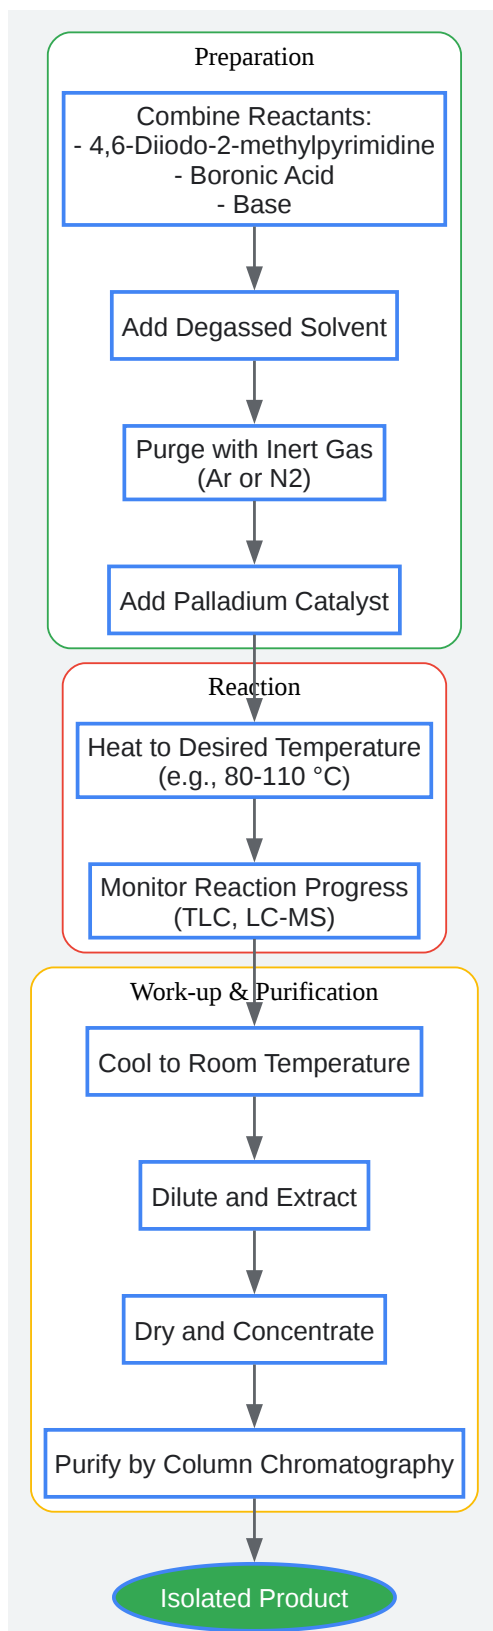 Preparation
Combine Reactants:
- 4,6-Diiodo-2-methylpyrimidine
- Boronic Acid
- Base
Add Degassed Solvent
Purge with Inert Gas
(Ar or N2)
Add Palladium Catalyst
Reaction
Heat to Desired Temperature
(e.g., 80-110 °C)
Monitor Reaction Progress
(TLC, LC-MS)
Work-up & Purification
Cool to Room Temperature
Dilute and Extract
Dry and Concentrate
Purify by Column Chromatography
Isolated Product